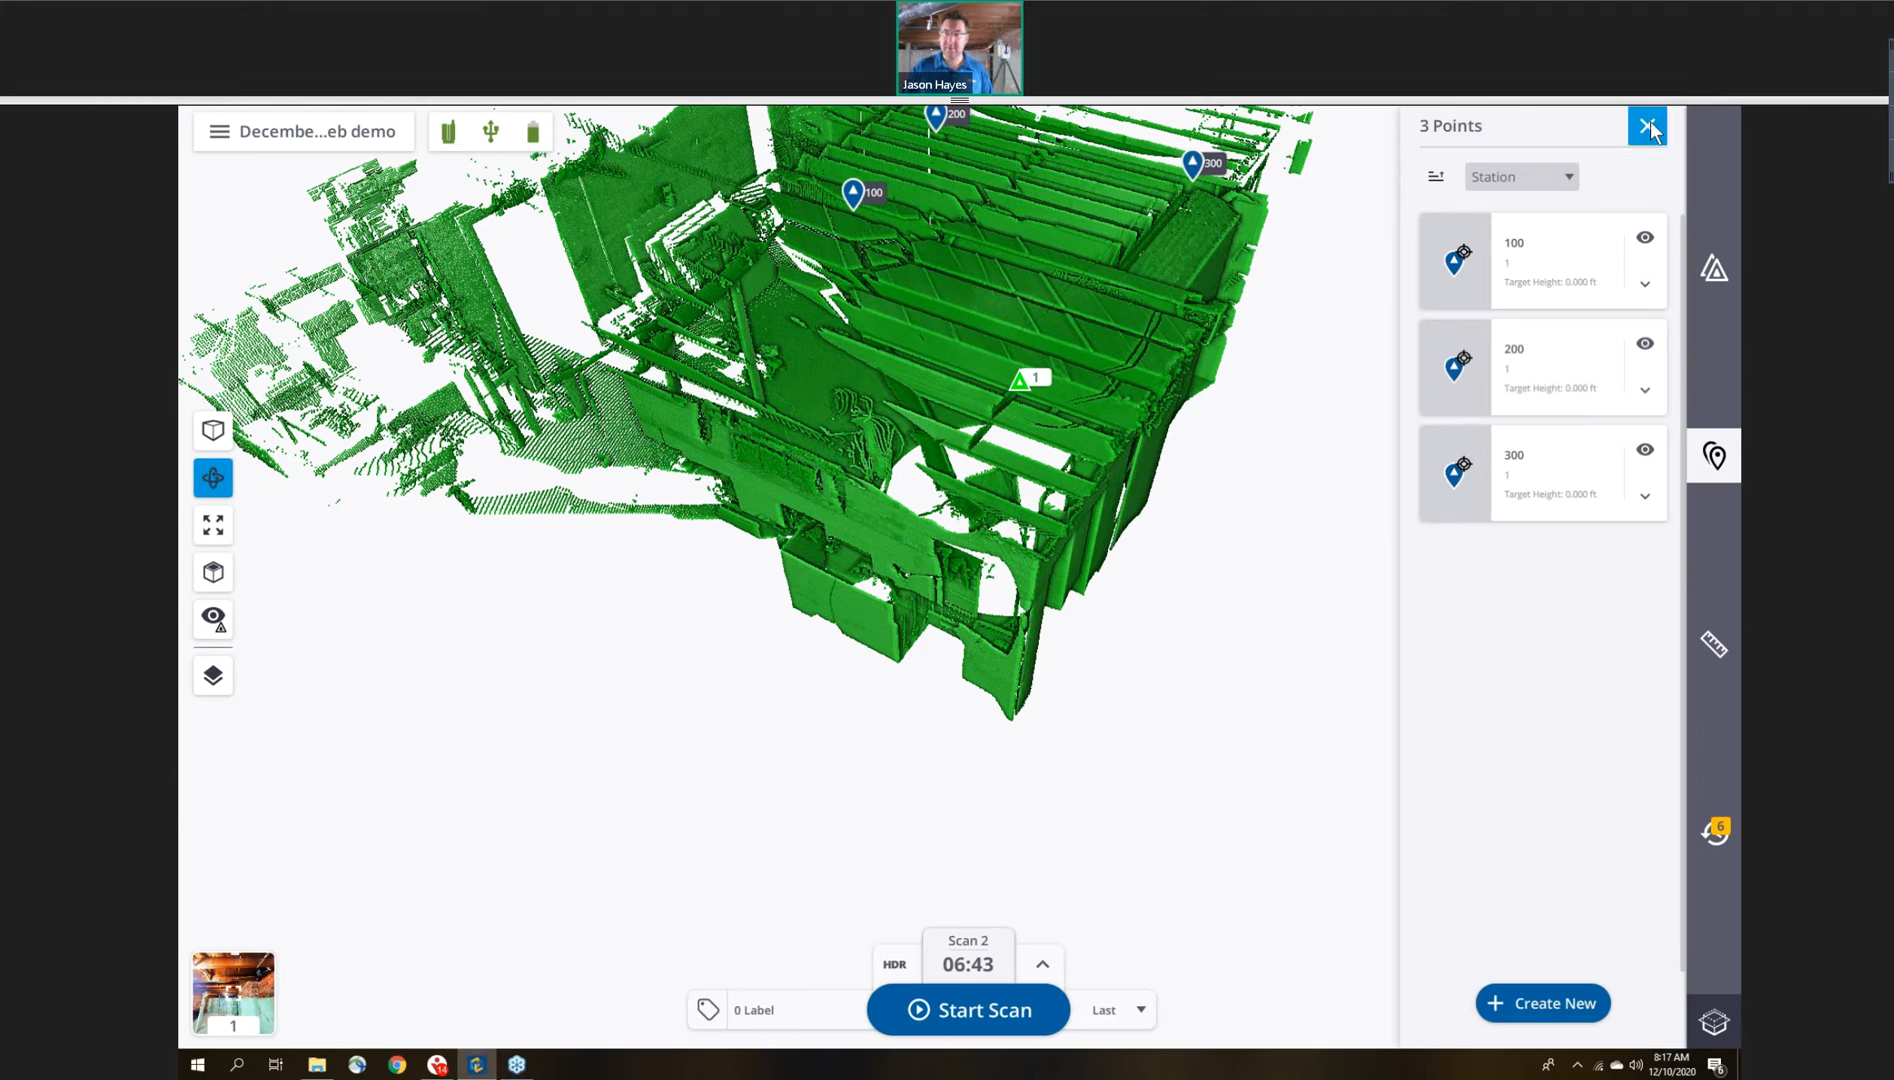 Jason Hayes
Decembe...eb demo
3 Points
Station
100
1
Target Height: 0.000 ft
200
1
Target Height: 0.000 ft
300
1
Target Height: 0.000 ft
200
300
100
1
6
Scan 2
HDR
06:43
0 Label
Start Scan
Last
Create New
1
14
8:17 AM
12/10/2020
6